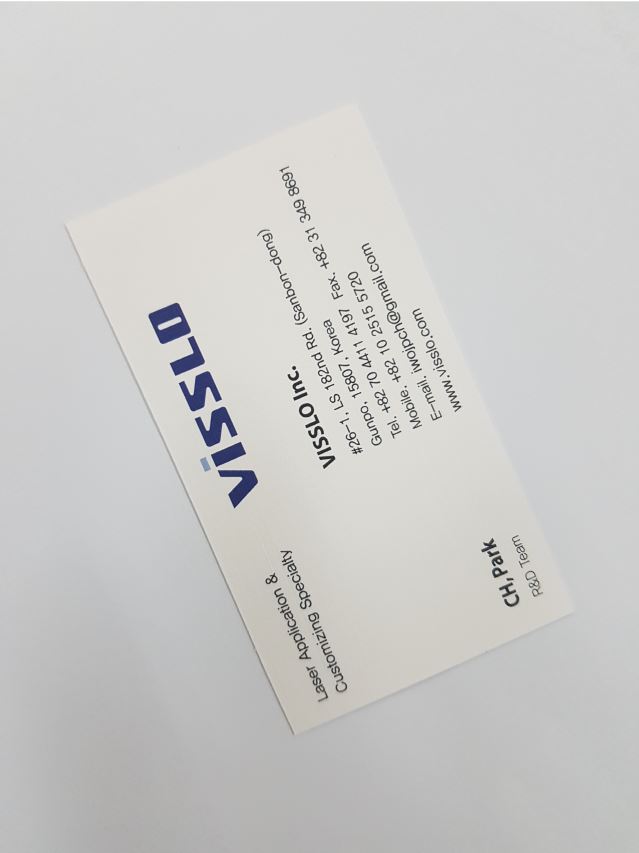 Laser Application &
Customizing Specialty
VISSLO
VISSLO Inc.
#26-1, LS 182nd Rd. (Sanbon-dong)
Gunpo, 15807, Korea
Tel. +82 70 4411 4197 Fax. +82 31 349 8691
Mobile. +82 10 2515 5720
E-mail. iwojpch@gmail.com
www.visslo.com
CH, Park
R&D Team